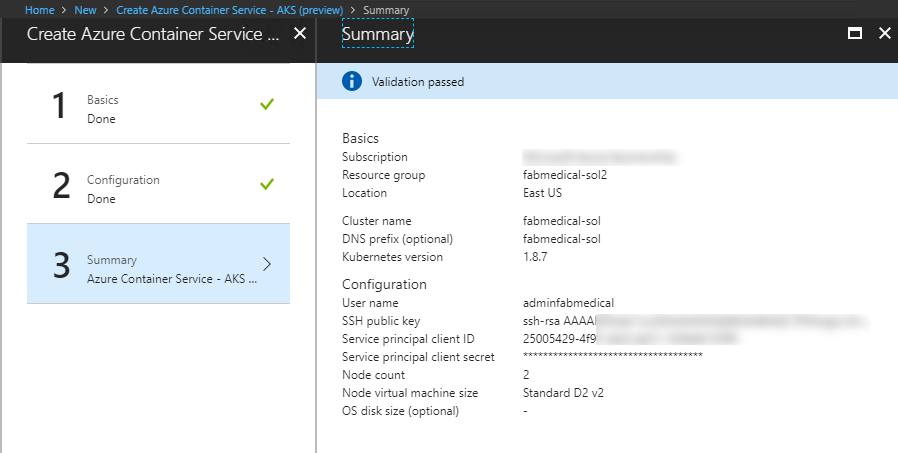 Home > New > Create Azure Container Service - AKS (preview) > Summary
Create Azure Container Service ...
Summary
Validation passed
1 Basics
Done
2 Configuration
Done
3 Summary
Azure Container Service - AKS ...
Basics
Subscription
Resource group fabmedical-sol2
Location East US
Cluster name fabmedical-sol
DNS prefix (optional) fabmedical-sol
Kubernetes version 1.8.7
Configuration
User name adminfabmedical
SSH public key ssh-rsa AAAA
Service principal client ID 25005429-4f9
Service principal client secret ************************************
Node count 2
Node virtual machine size Standard D2 v2
OS disk size (optional) -